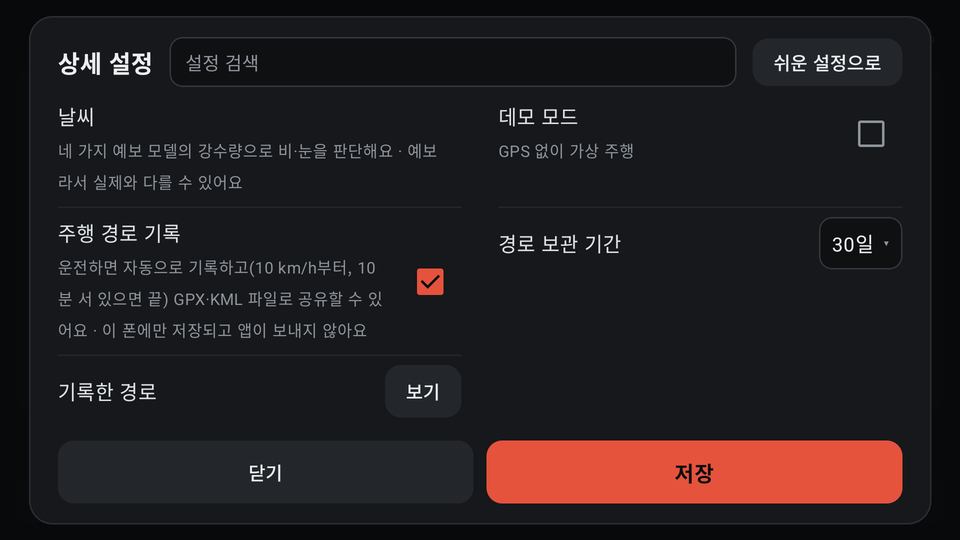 상세 설정
설정 검색
쉬운 설정으로
날씨
네 가지 예보 모델의 강수량으로 비·눈을 판단해요 · 예보
라서 실제와 다를 수 있어요
데모 모드
GPS 없이 가상 주행
주행 경로 기록
운전하면 자동으로 기록하고(10 km/h부터, 10
분 서 있으면 끝) GPX·KML 파일로 공유할 수 있
어요 · 이 폰에만 저장되고 앱이 보내지 않아요
경로 보관 기간
30일
기록한 경로
보기
닫기
저장